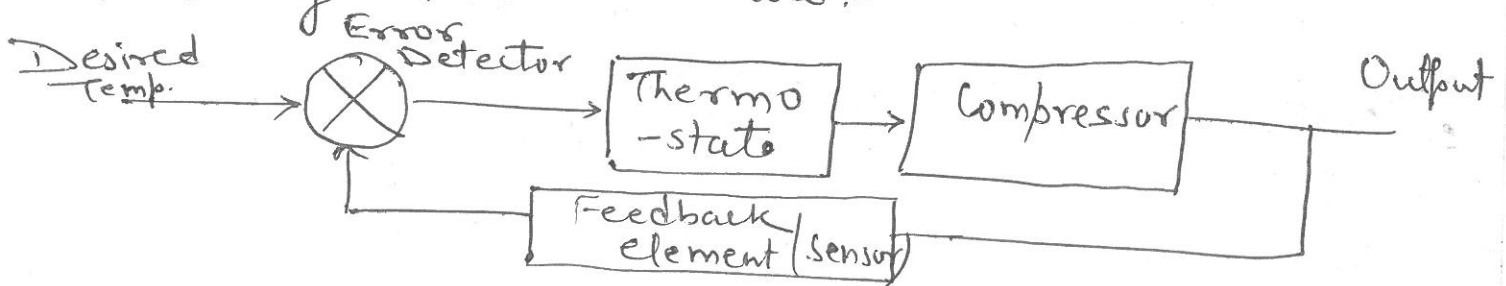 Error
Detector
Desired
Temp.
Thermo
-state
Compressor
Output
Feedback
element/sensor